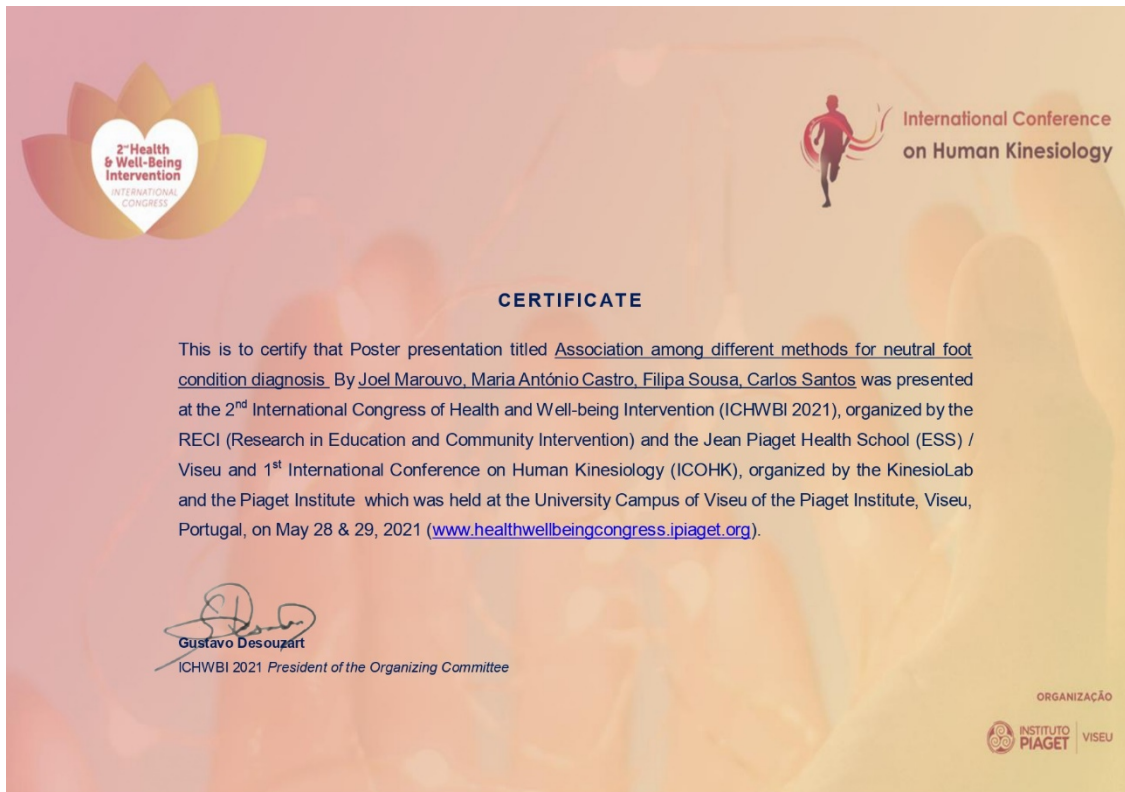 2nd Health
& Well-Being
Intervention
INTERNATIONAL
CONGRESS
International Conference
on Human Kinesiology
CERTIFICATE
This is to certify that Poster presentation titled Association among different methods for neutral foot
condition diagnosis By Joel Marouvo, Maria António Castro, Filipa Sousa, Carlos Santos was presented
at the 2nd International Congress of Health and Well-being Intervention (ICHWBI 2021), organized by the
RECI (Research in Education and Community Intervention) and the Jean Piaget Health School (ESS) /
Viseu and 1st International Conference on Human Kinesiology (ICOHK), organized by the KinesioLab
and the Piaget Institute which was held at the University Campus of Viseu of the Piaget Institute, Viseu,
Portugal, on May 28 & 29, 2021 (www.healthwellbeingcongress.ipiaget.org).
Gustavo Desouzart
ICHWBI 2021 President of the Organizing Committee
ORGANIZAÇÃO
INSTITUTO
PIAGET
VISEU